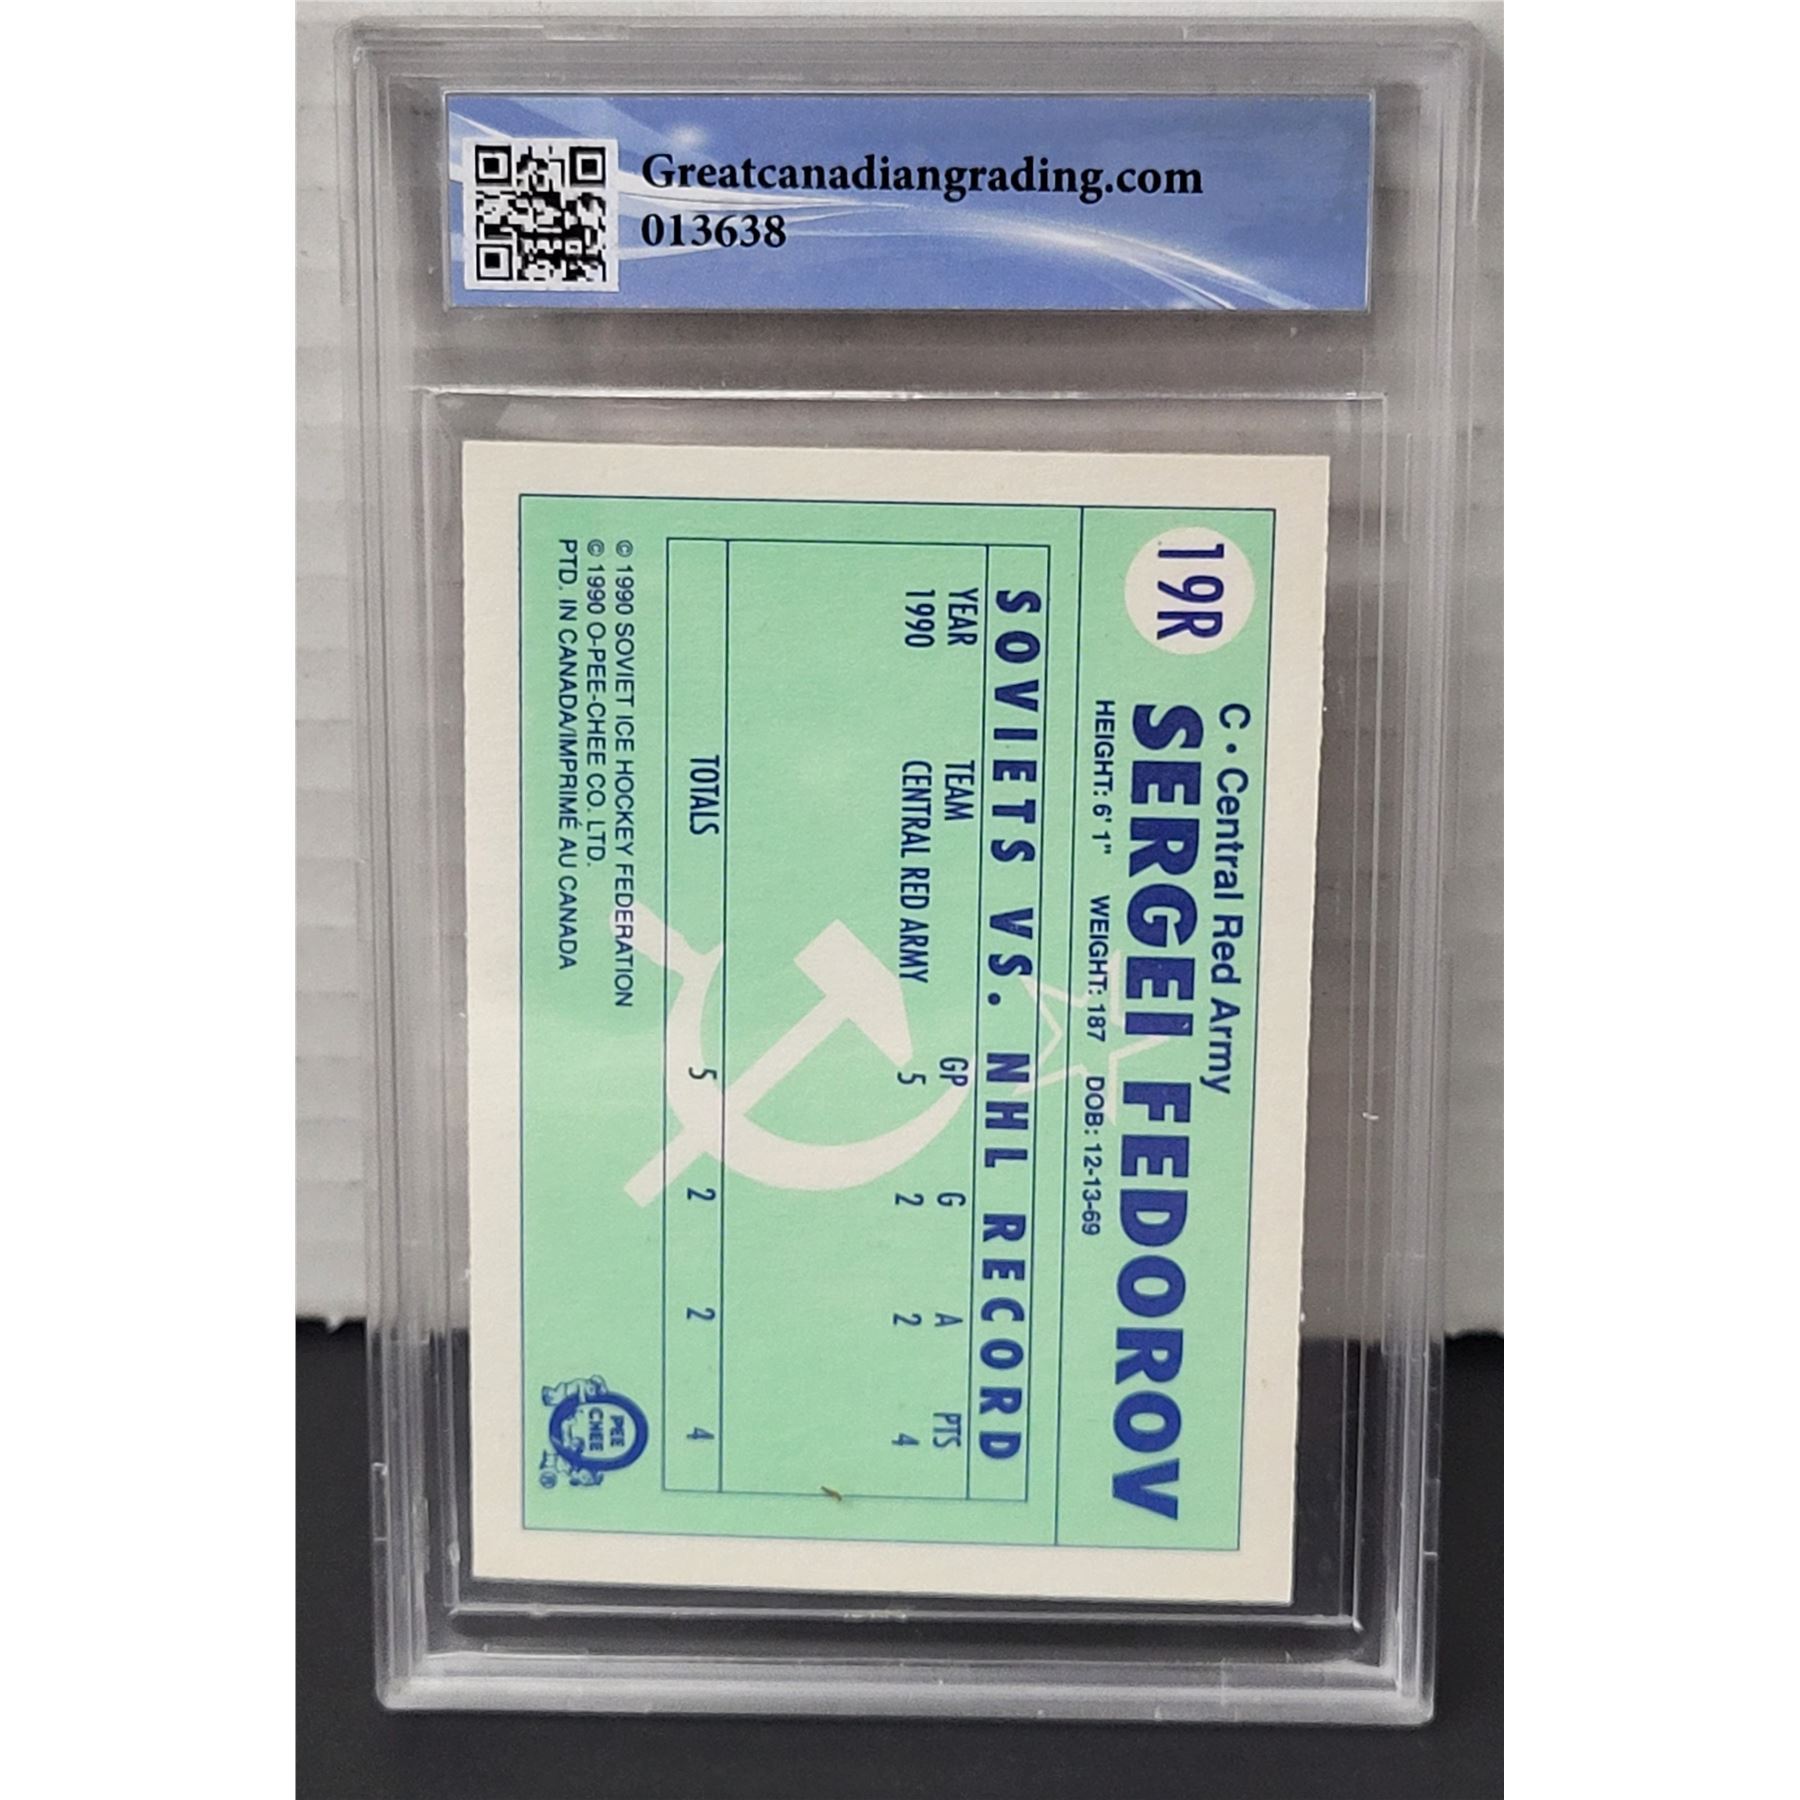 Greatcanadiangrading.com
013638
19R
C • Central Red Army
SERGEI FEDOROV
HEIGHT: 6'1" WEIGHT: 187 DOB: 12-13-69
SOVIETS VS. NHL RECORD
YEAR TEAM GP G A PTS
1990 CENTRAL RED ARMY 5 2 2 4
TOTALS 5 2 2 4
© 1990 SOVIET ICE HOCKEY FEDERATION
© 1990 O-PEE-CHEE CO. LTD.
PTD. IN CANADA/IMPRIMÉ AU CANADA
PEE
CHEE
®